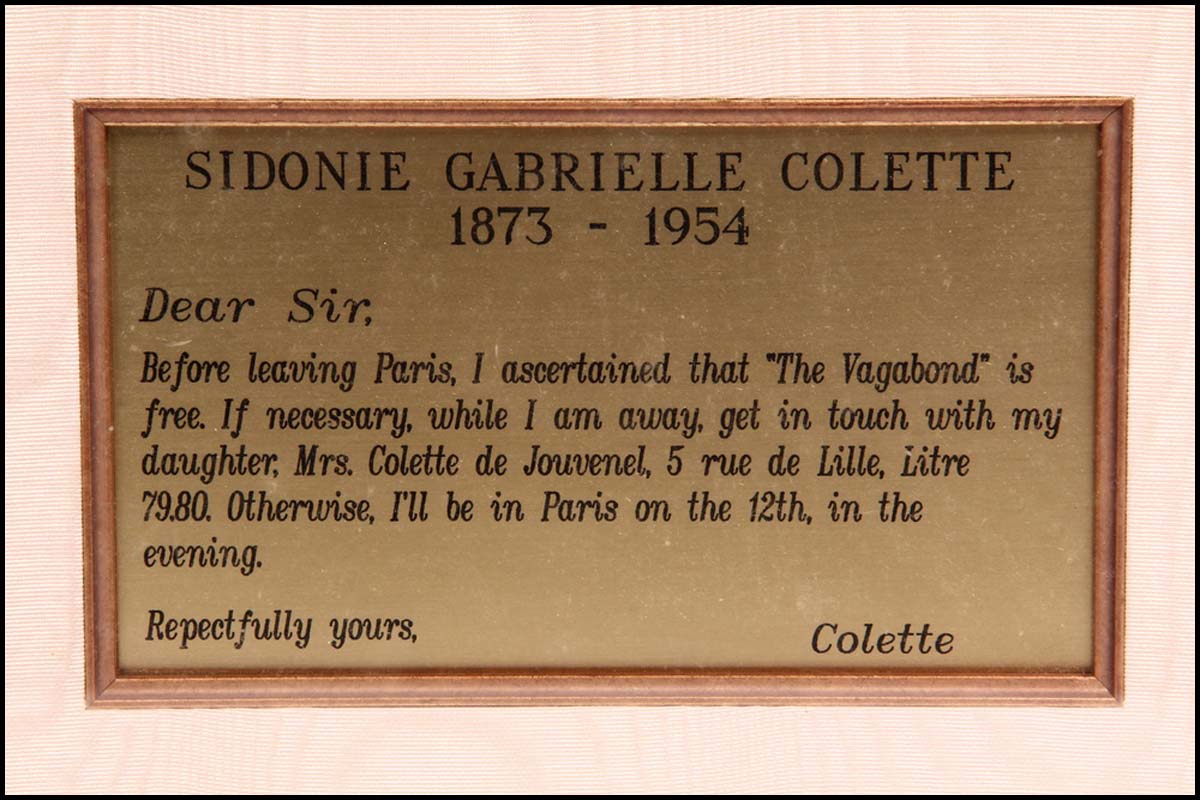 SIDONIE GABRIELLE COLETTE
1873 - 1954
Dear Sir,
Before leaving Paris, I ascertained that "The Vagabond" is
free. If necessary, while I am away, get in touch with my
daughter, Mrs. Colette de Jouvenel, 5 rue de Lille, Litre
79.80. Otherwise, I'll be in Paris on the 12th, in the
evening.
Repectfully yours,
Colette